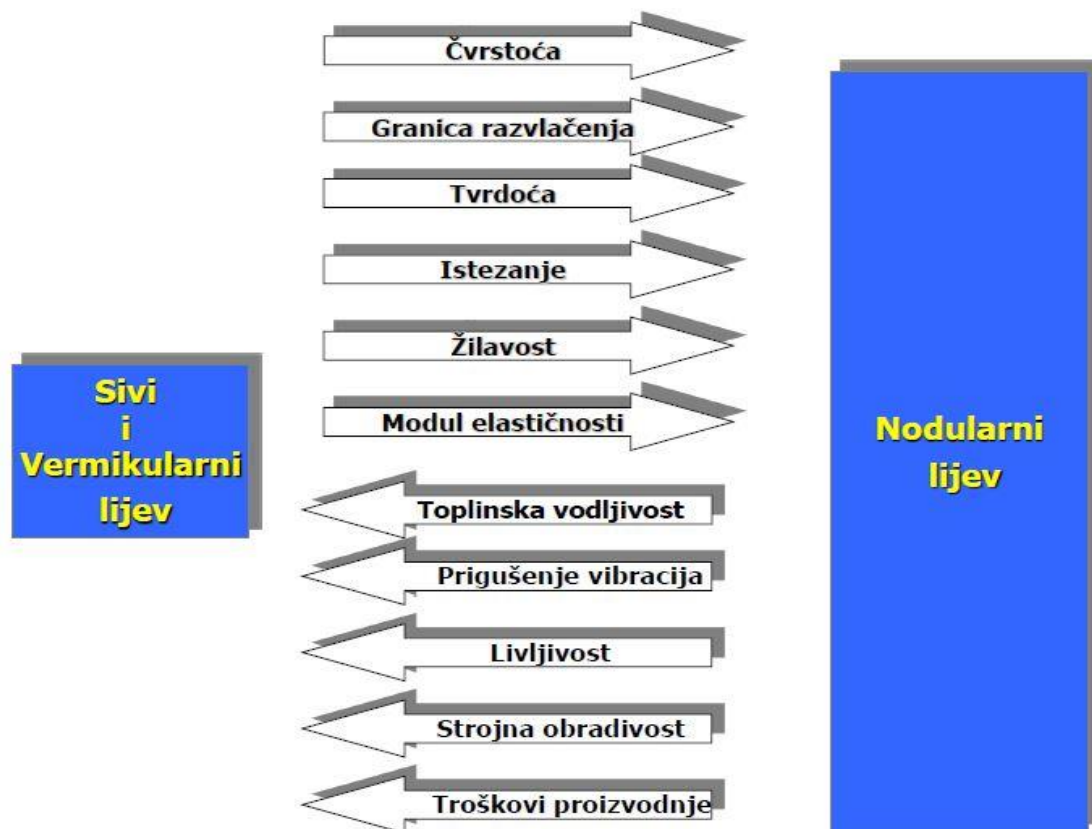 Čvrstoća
Granica razvlačenja
Tvrdoća
Istezanje
Žilavost
Modul elastičnosti
Sivi
i
Vermikularni
lijev
Nodularni
lijev
Toplinska vodljivost
Prigušenje vibracija
Livljivost
Strojna obradivost
Troškovi proizvodnje